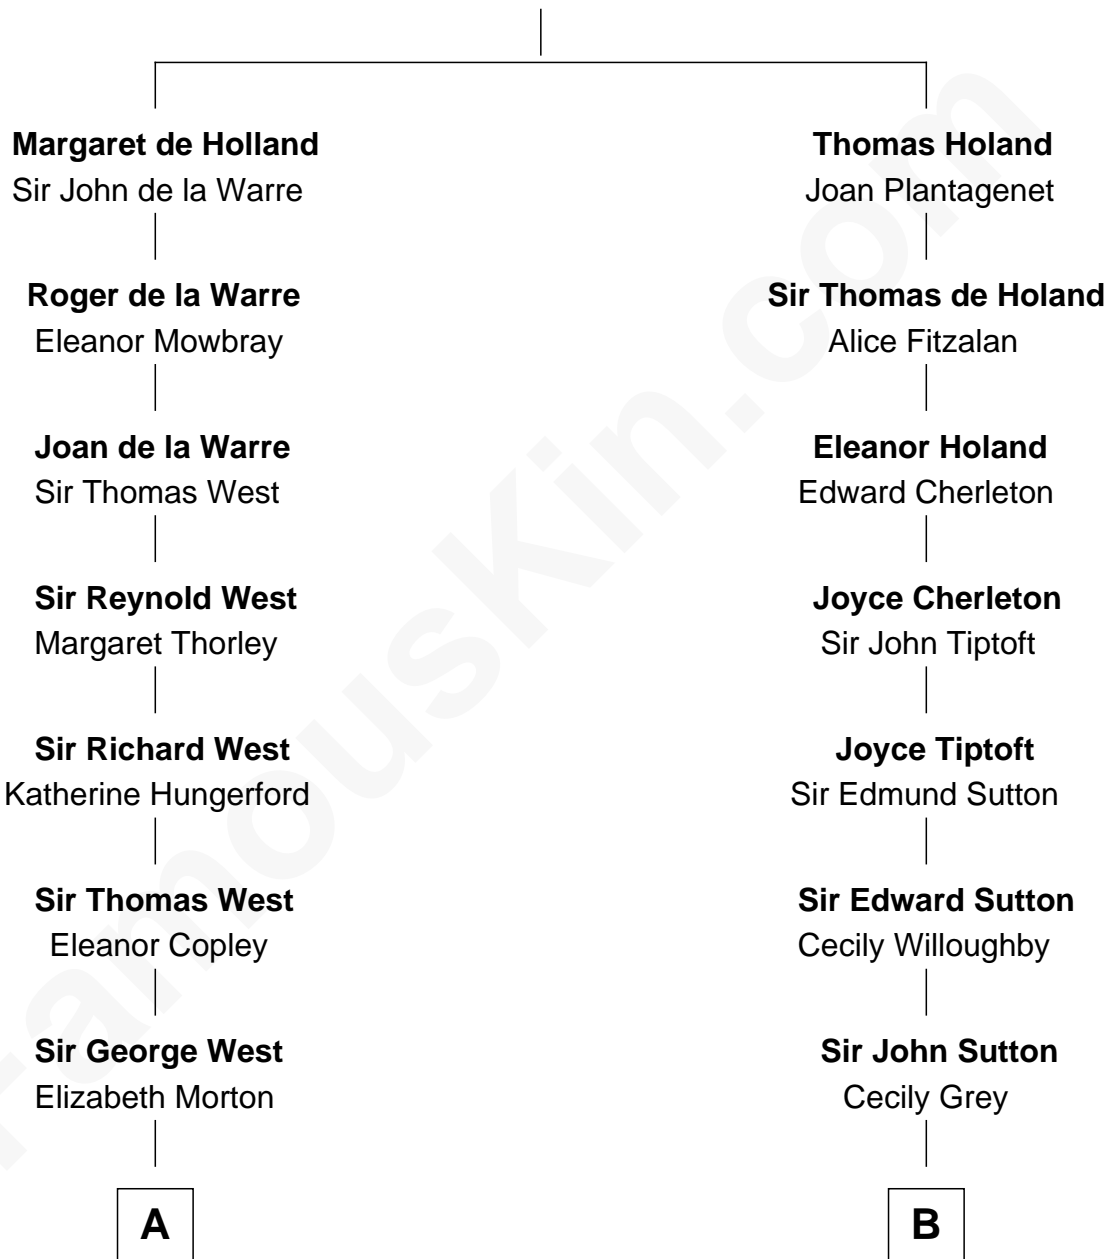 Margaret de Holland
Sir John de la Warre
Roger de la Warre
Eleanor Mowbray
Joan de la Warre
Sir Thomas West
Sir Reynold West
Margaret Thorley
Sir Richard West
Katherine Hungerford
Sir Thomas West
Eleanor Copley
Sir George West
Elizabeth Morton
A
Thomas Holand
Joan Plantagenet
Sir Thomas de Holand
Alice Fitzalan
Eleanor Holand
Edward Cherleton
Joyce Cherleton
Sir John Tiptoft
Joyce Tiptoft
Sir Edmund Sutton
Sir Edward Sutton
Cecily Willoughby
Sir John Sutton
Cecily Grey
B
FamousKin.com